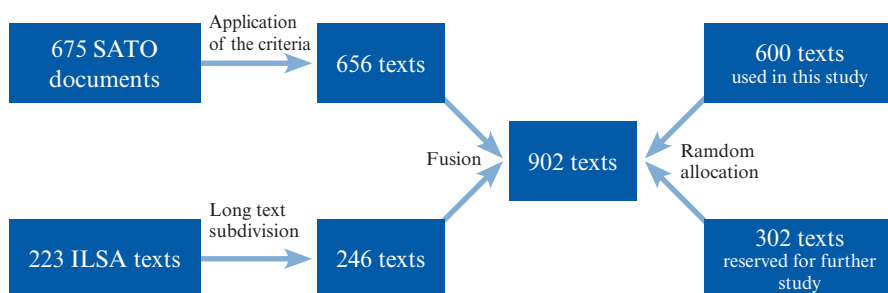 675 SATO
documents
Application
of the criteria
656 texts
600 texts
used in this study
Fusion
902 texts
Ramdom
allocation
223 ILSA texts
Long text
subdivision
246 texts
302 texts
reserved for further
study